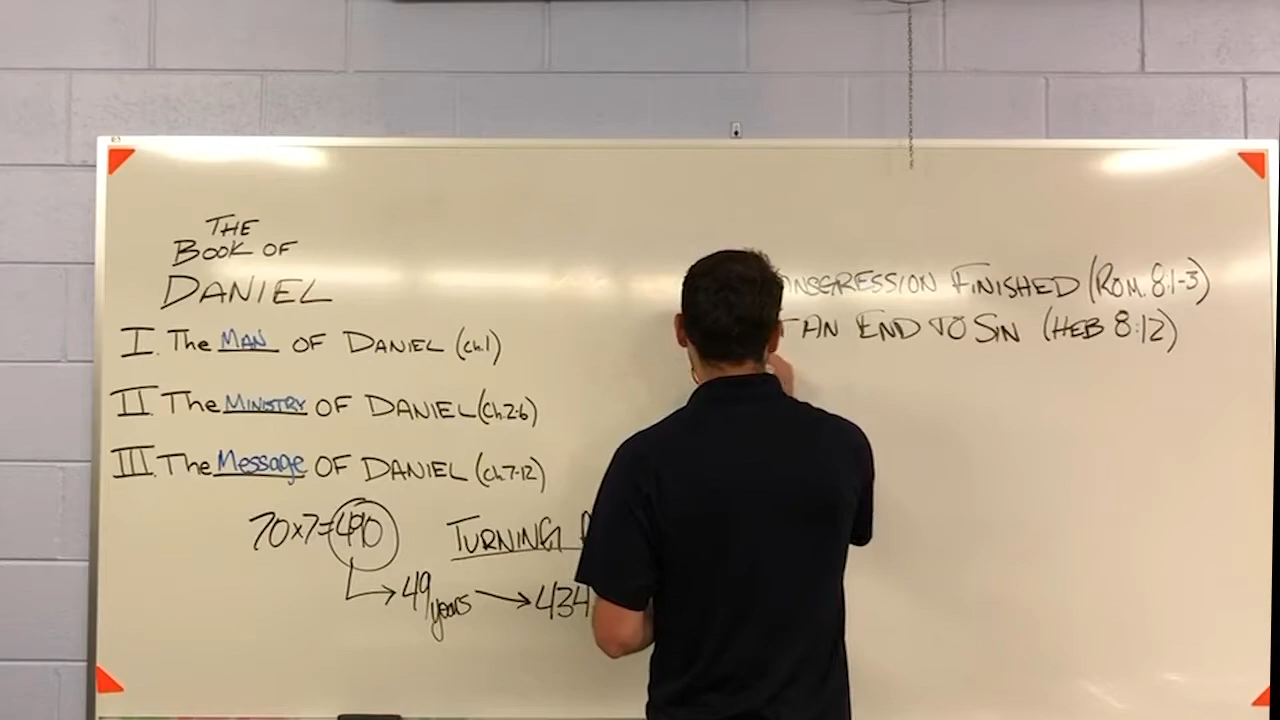 THE
BOOK OF
DANIEL
I. The MAN OF DANIEL (ch.1)
II. The MINISTRY OF DANIEL (Ch.2-6)
III. The Message OF DANIEL (ch.7-12)
70x7=490
TURNING
49 years → 434
ANSGRESSION FINISHED (ROM. 8:1-3)
AN END TO SIN (HEB 8:12)